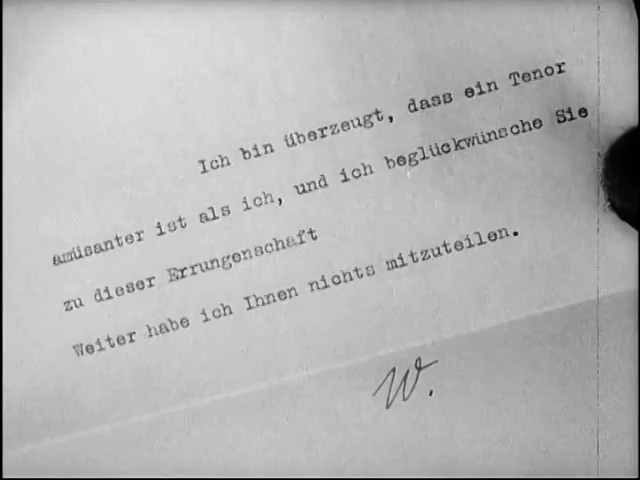 Ich bin überzeugt, dass ein Tenor
amüsanter ist als ich, und ich beglückwünsche Sie
zu dieser Errungenschaft
Weiter habe ich Ihnen nichts mitzuteilen.
W.